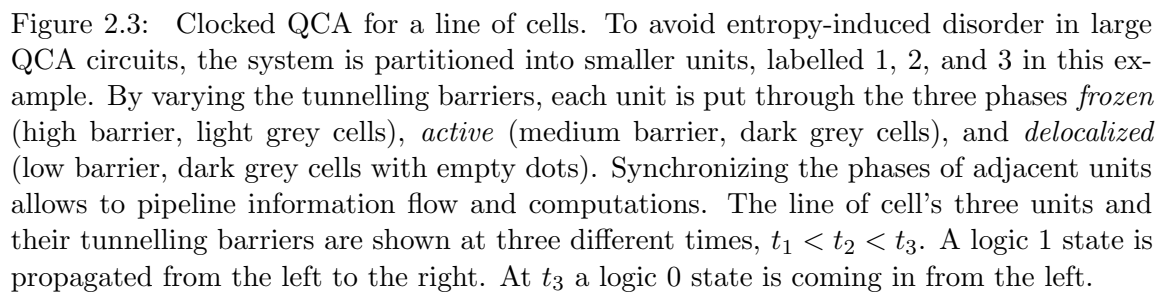 Figure 2.3: Clocked QCA for a line of cells. To avoid entropy-induced disorder in large
QCA circuits, the system is partitioned into smaller units, labelled 1, 2, and 3 in this ex-
ample. By varying the tunnelling barriers, each unit is put through the three phases frozen
(high barrier, light grey cells), active (medium barrier, dark grey cells), and delocalized
(low barrier, dark grey cells with empty dots). Synchronizing the phases of adjacent units
allows to pipeline information flow and computations. The line of cell's three units and
their tunnelling barriers are shown at three different times, t₁ < t₂ < t₃. A logic 1 state is
propagated from the left to the right. At t₃ a logic 0 state is coming in from the left.